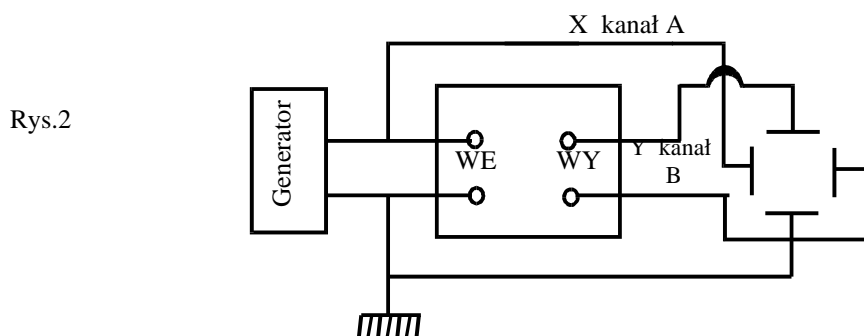 X kanał A
Rys.2
Generator
WE
WY
Y kanał
B